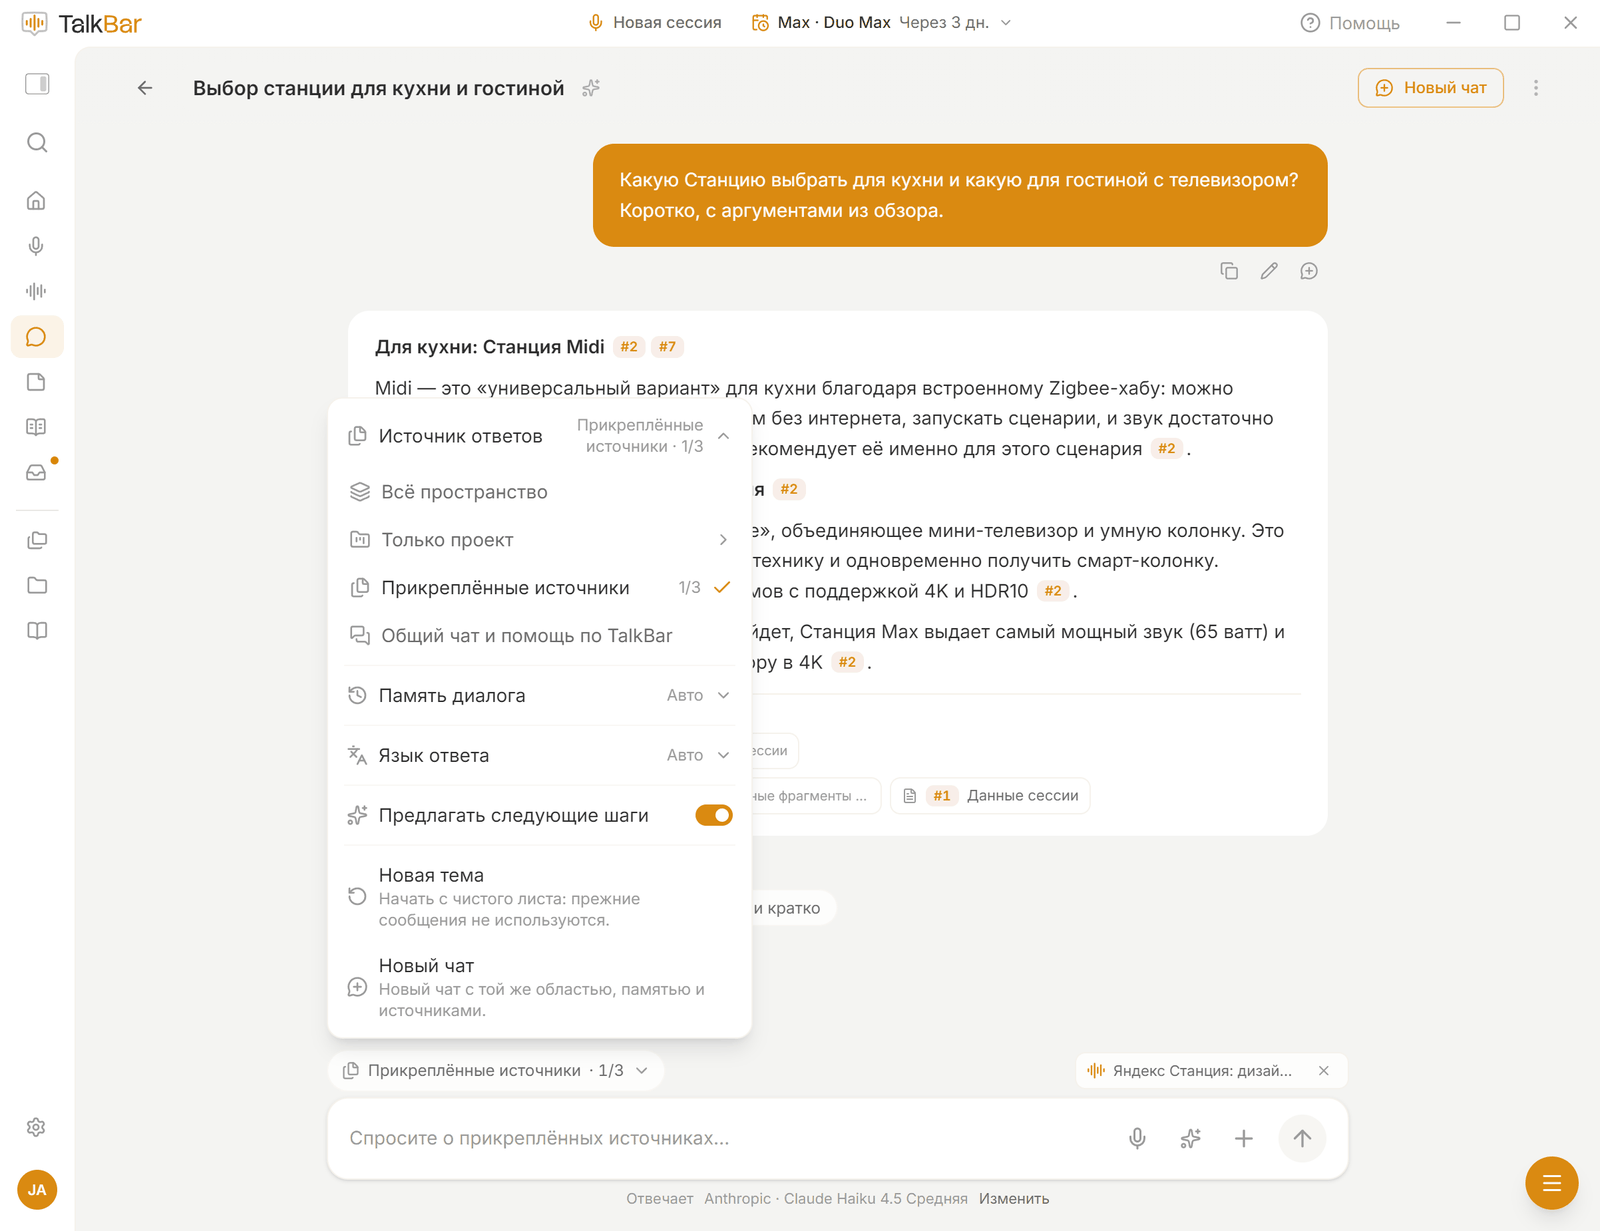 TalkBar
Новая сессия
Max · Duo Max Через 3 дн.
Помощь
Выбор станции для кухни и гостиной
Новый чат
Какую Станцию выбрать для кухни и какую для гостиной с телевизором?
Коротко, с аргументами из обзора.
Для кухни: Станция Midi #2 #7
Midi — это «универсальный вариант» для кухни благодаря встроенному Zigbee-хабу: можно
м без интернета, запускать сценарии, и звук достаточно
екомендует её именно для этого сценария #2 .
я #2
е», объединяющее мини-телевизор и умную колонку. Это
технику и одновременно получить смарт-колонку.
мов с поддержкой 4K и HDR10 #2 .
йдет, Станция Max выдает самый мощный звук (65 ватт) и
ору в 4K #2 .
ессии
ные фрагменты ...
#1 Данные сессии
и кратко
Источник ответов
Прикреплённые
источники · 1/3
Всё пространство
Только проект
Прикреплённые источники 1/3
Общий чат и помощь по TalkBar
Память диалога Авто
Язык ответа Авто
Предлагать следующие шаги
Новая тема
Начать с чистого листа: прежние
сообщения не используются.
Новый чат
Новый чат с той же областью, памятью и
источниками.
Прикреплённые источники · 1/3
Яндекс Станция: дизай...
Спросите о прикреплённых источниках...
JA
Отвечает Anthropic · Claude Haiku 4.5 Средняя Изменить